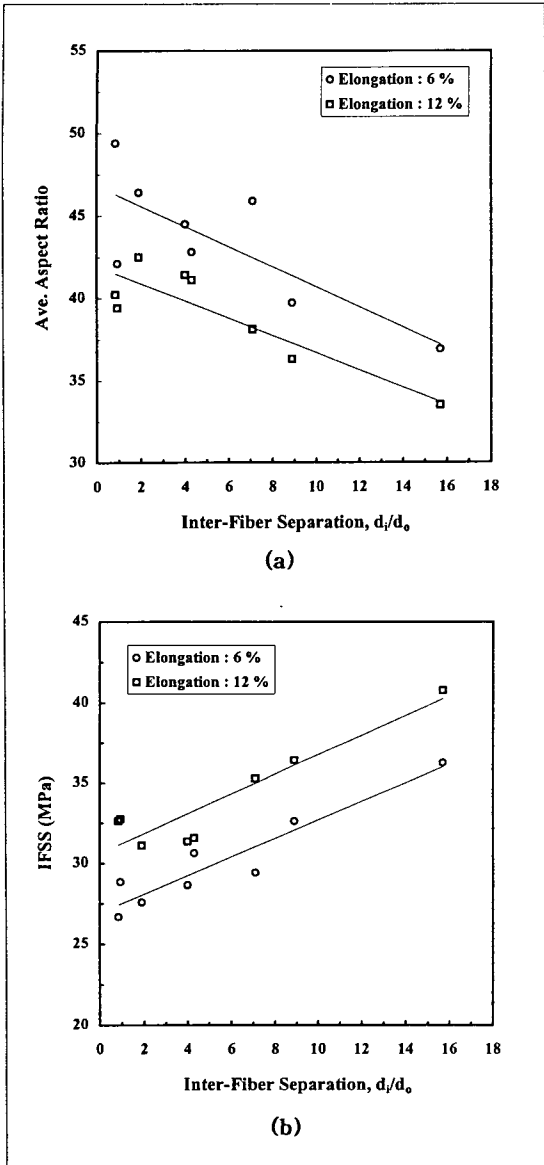 55
50
45
40
35
30
Ave. Aspect Ratio
Elongation : 6 %
Elongation : 12 %
0 2 4 6 8 10 12 14 16 18
Inter-Fiber Separation, dᵢ/dₒ
(a)
45
40
35
30
25
20
IFSS (MPa)
Elongation : 6 %
Elongation : 12 %
0 2 4 6 8 10 12 14 16 18
Inter-Fiber Separation, dᵢ/dₒ
(b)